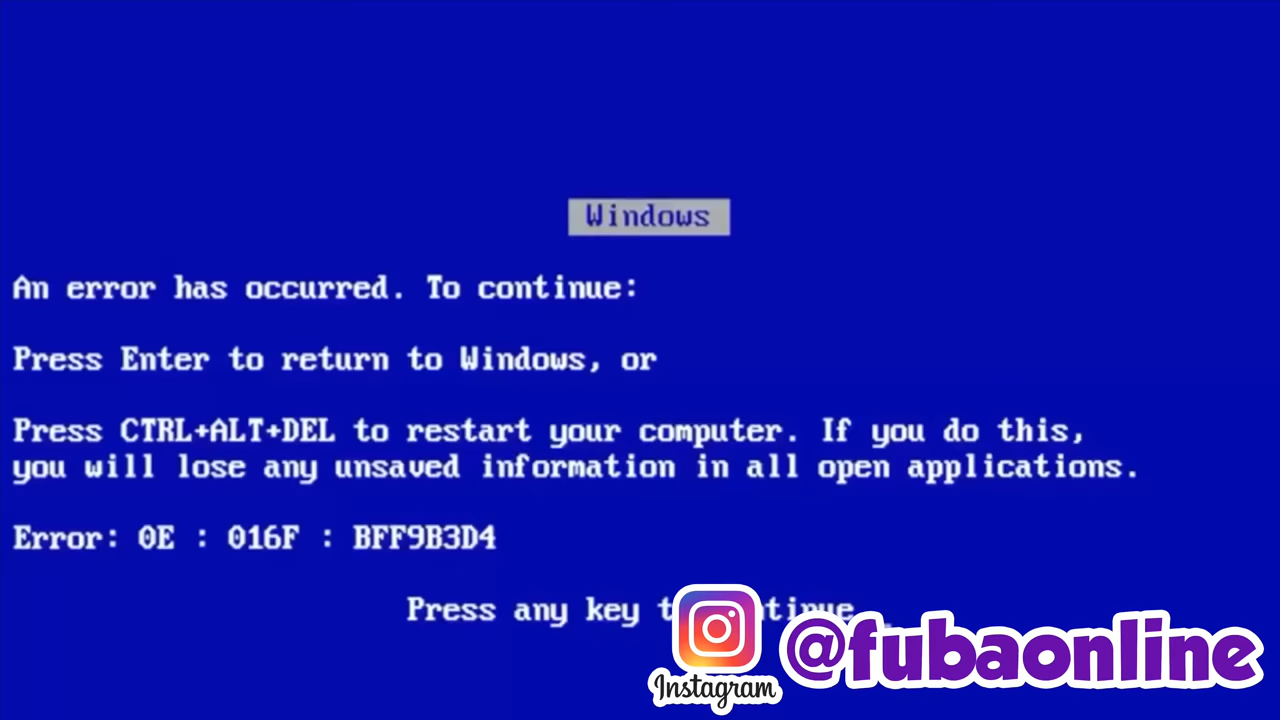 Windows
An error has occurred. To continue:
Press Enter to return to Windows, or
Press CTRL+ALT+DEL to restart your computer. If you do this,
you will lose any unsaved information in all open applications.
Error: 0E : 016F : BFF9B3D4
Press any key to continue _
Instagram
@fubaonline